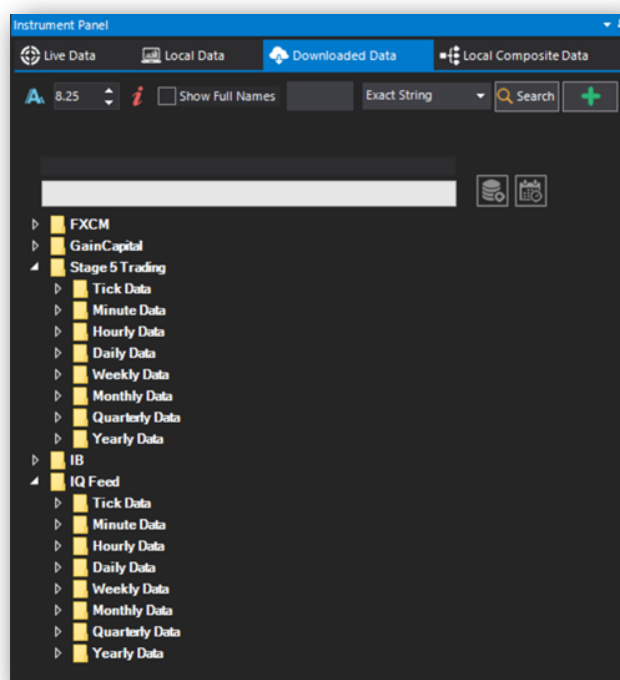 Instrument Panel
Live Data Local Data Downloaded Data Local Composite Data
A 8.25 i Show Full Names Exact String Search
FXCM
GainCapital
Stage 5 Trading
Tick Data
Minute Data
Hourly Data
Daily Data
Weekly Data
Monthly Data
Quarterly Data
Yearly Data
IB
IQ Feed
Tick Data
Minute Data
Hourly Data
Daily Data
Weekly Data
Monthly Data
Quarterly Data
Yearly Data